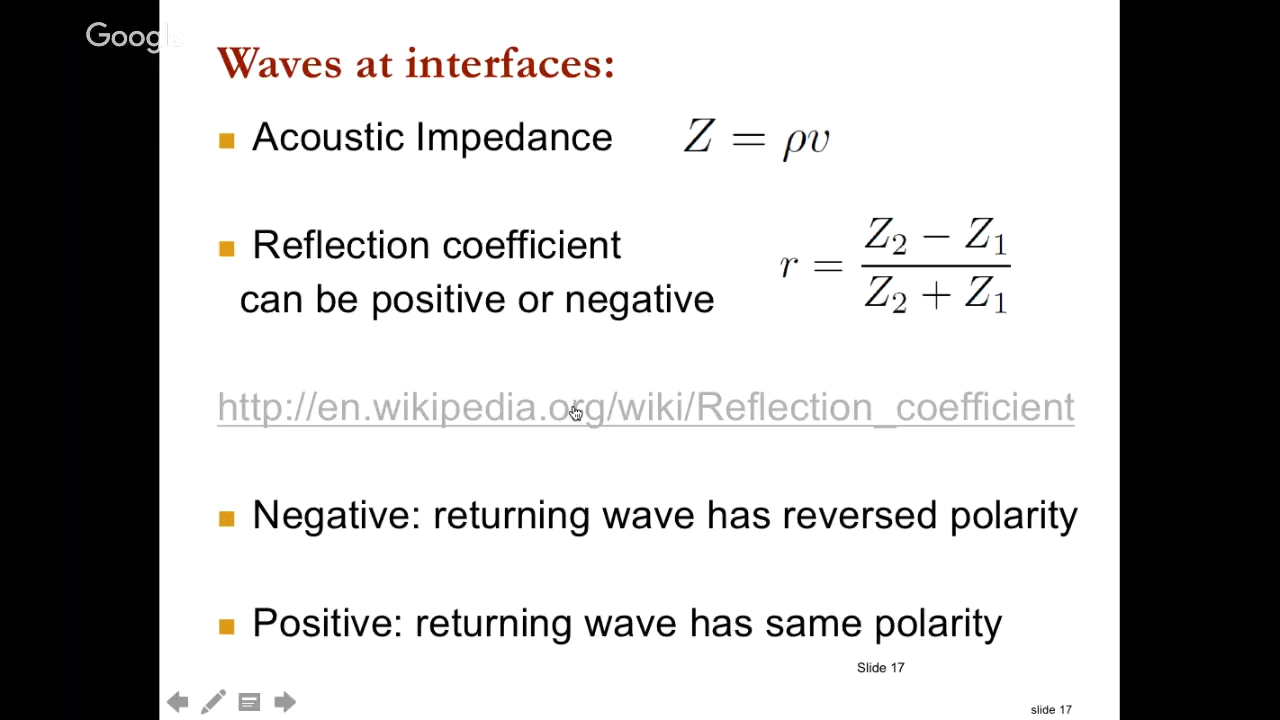 Google
Waves at interfaces:
■ Acoustic Impedance Z = ρv
■ Reflection coefficient r = (Z₂ − Z₁) / (Z₂ + Z₁)
can be positive or negative
http://en.wikipedia.org/wiki/Reflection_coefficient
■ Negative: returning wave has reversed polarity
■ Positive: returning wave has same polarity
Slide 17
slide 17